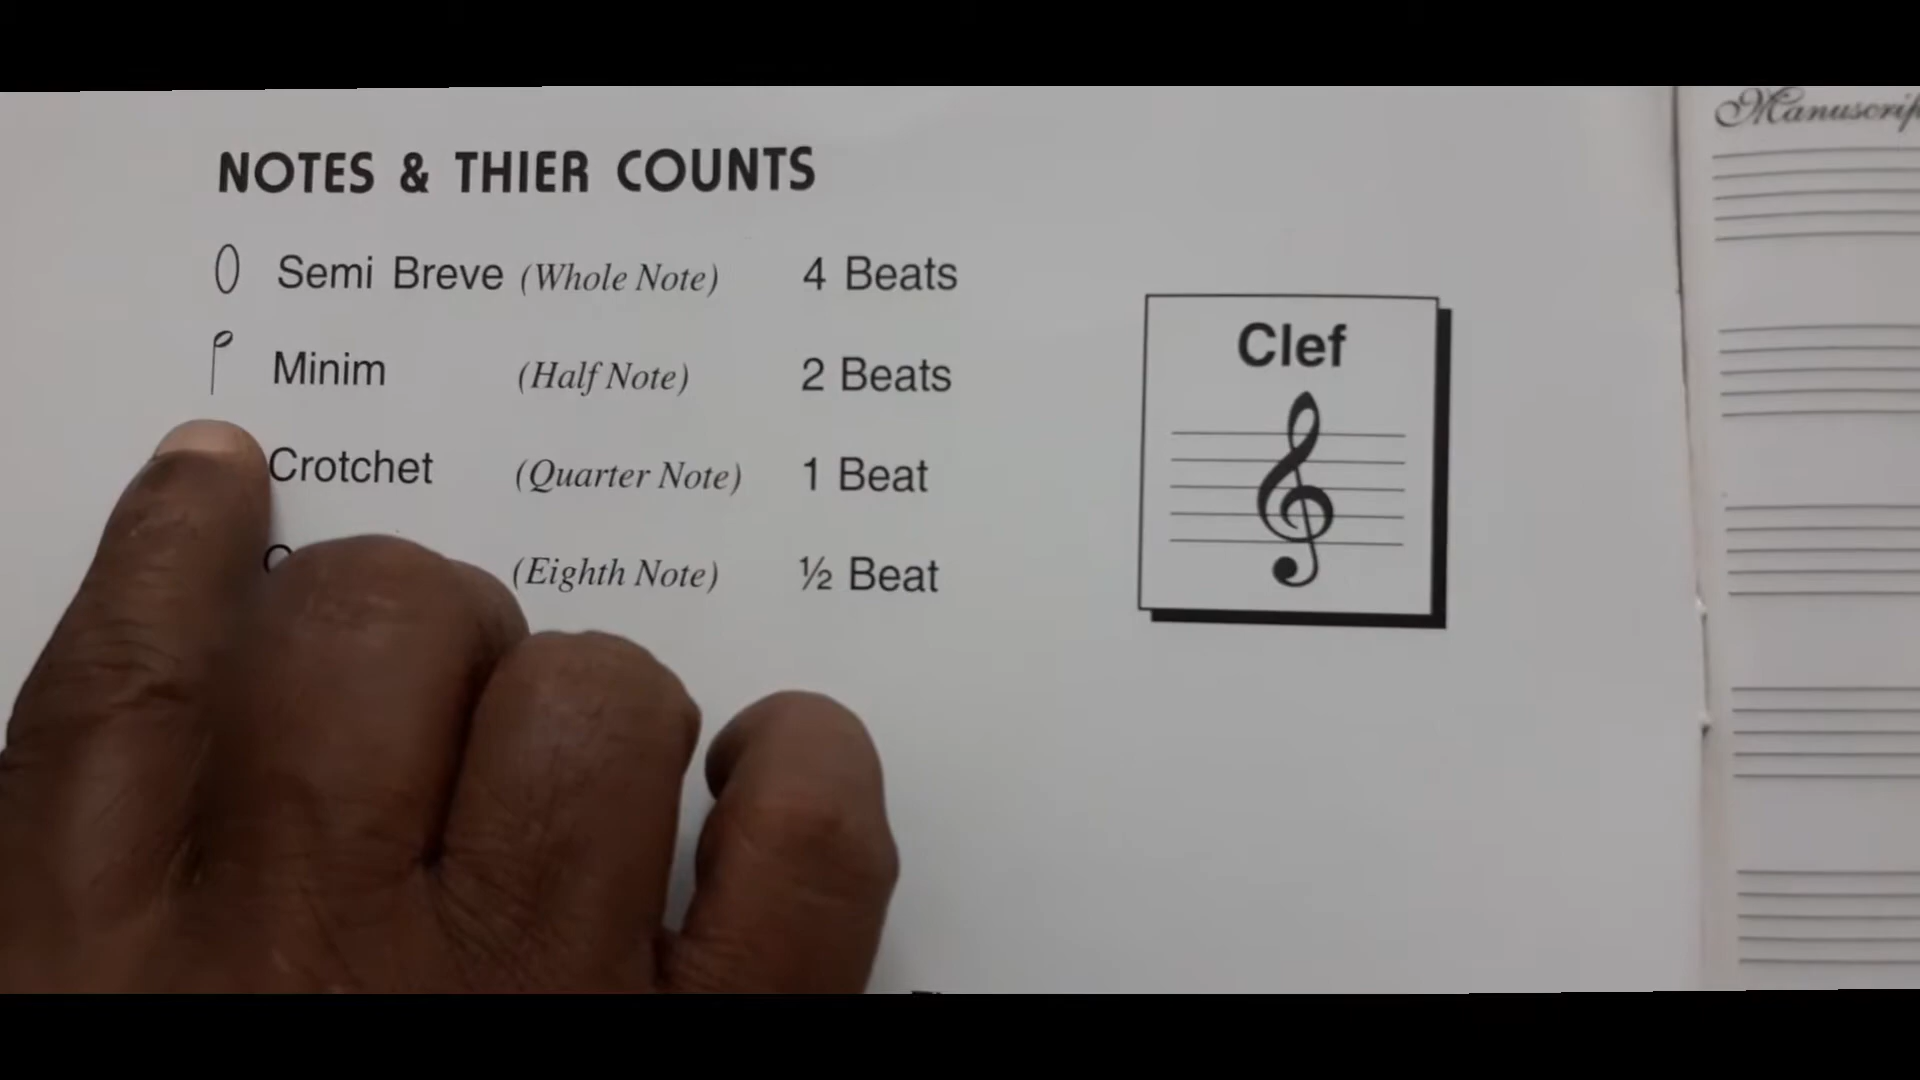 NOTES & THIER COUNTS
Semi Breve (Whole Note) 4 Beats
Minim (Half Note) 2 Beats
Crotchet (Quarter Note) 1 Beat
(Eighth Note) ½ Beat
Clef